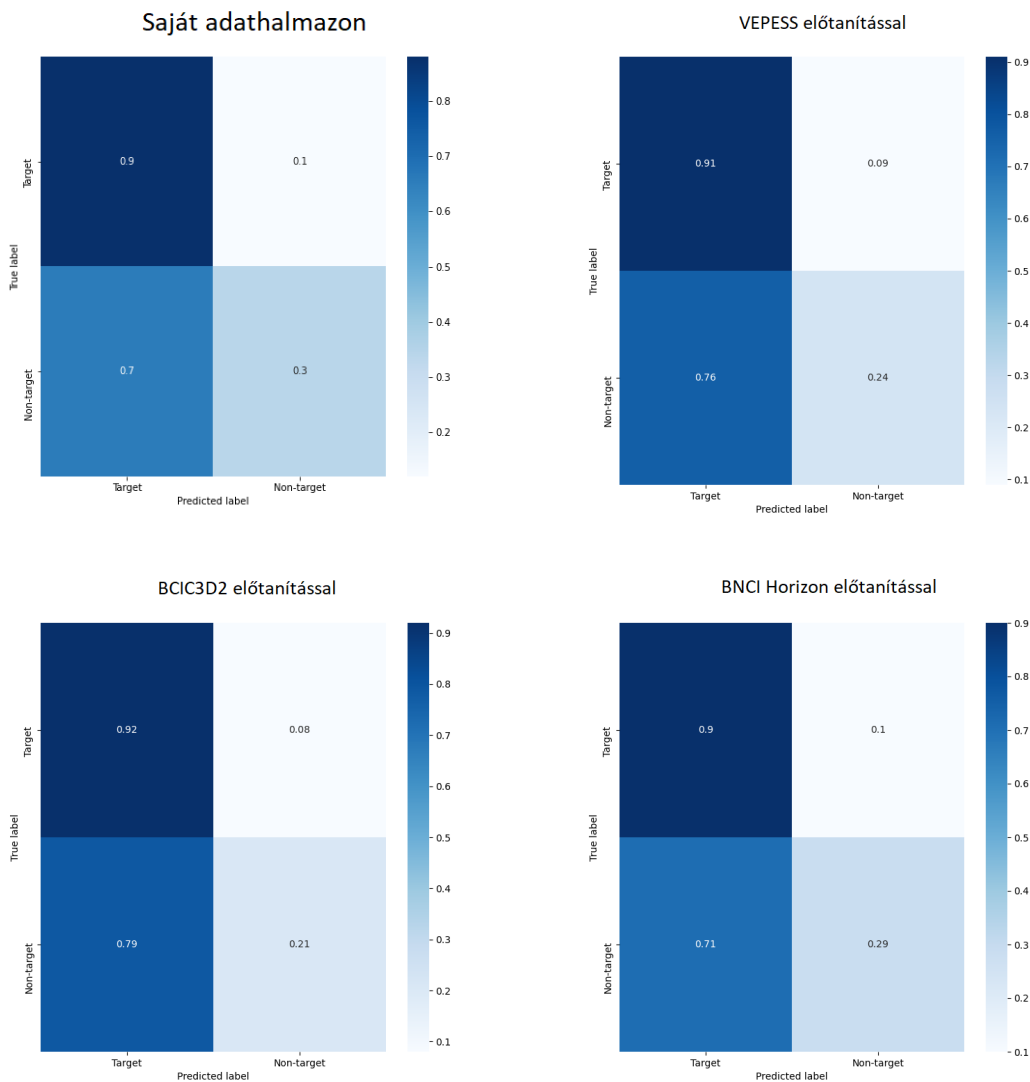 Saját adathalmazon
Target
Non-target
True label
0.9
0.1
0.7
0.3
Target
Non-target
Predicted label
0.8
0.7
0.6
0.5
0.4
0.3
0.2
VEPESS előtanítással
Target
Non-target
True label
0.91
0.09
0.76
0.24
Target
Non-target
Predicted label
0.9
0.8
0.7
0.6
0.5
0.4
0.3
0.2
0.1
BCIC3D2 előtanítással
Target
Non-target
True label
0.92
0.08
0.79
0.21
Target
Non-target
Predicted label
0.9
0.8
0.7
0.6
0.5
0.4
0.3
0.2
0.1
BNCI Horizon előtanítással
Target
Non-target
True label
0.9
0.1
0.71
0.29
Target
Non-target
Predicted label
0.9
0.8
0.7
0.6
0.5
0.4
0.3
0.2
0.1